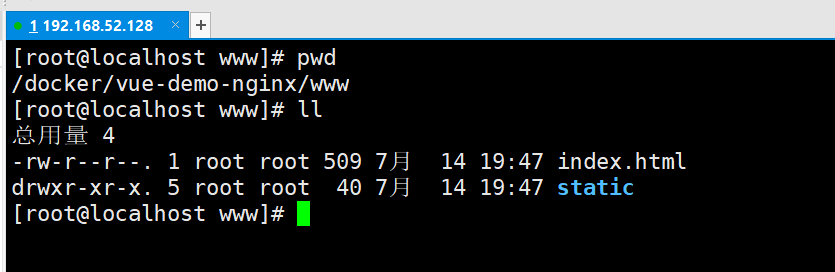 1 192.168.52.128 × +
[root@localhost www]# pwd
/docker/vue-demo-nginx/www
[root@localhost www]# ll
总用量 4
-rw-r--r--. 1 root root 509 7月  14 19:47 index.html
drwxr-xr-x. 5 root root  40 7月  14 19:47 static
[root@localhost www]#